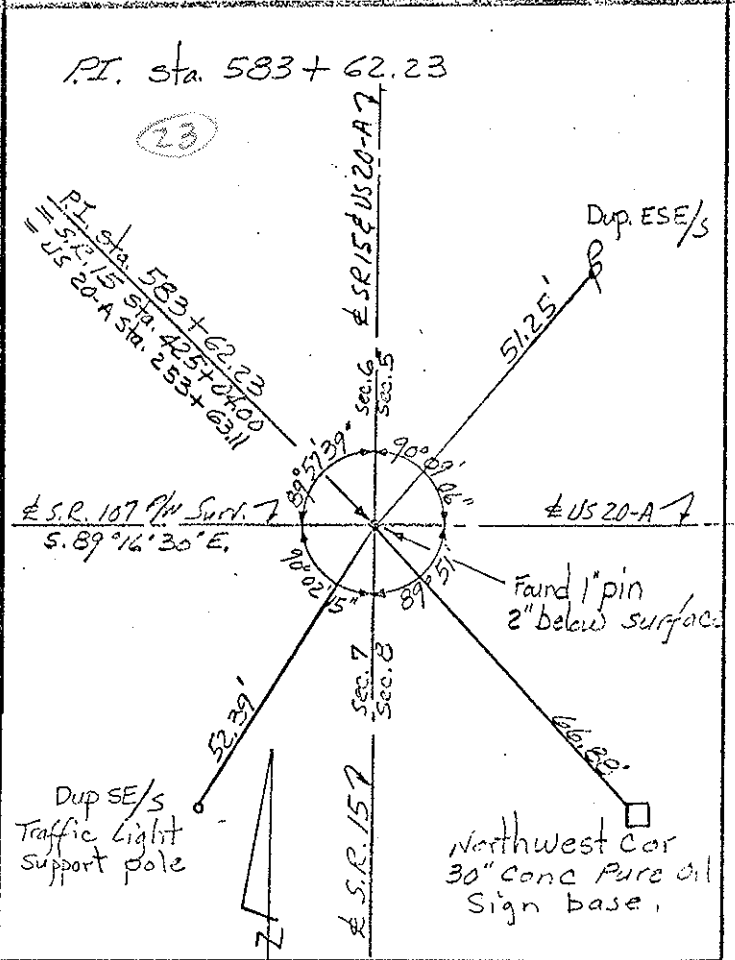 P.I. sta. 583 + 62.23
23
P.I. sta. 583 + 62.23
= S.R. 15 sta. 425+04.00
= US 20-A sta. 253+63.11
℄ SR 15 ℄ US 20-A
Dup. ESE/s
51.25'
Sec. 6
Sec. 5
89°57'39"
90°09'06"
℄ S.R. 107 P/W Surv.
S. 89°16'30" E.
℄ US 20-A
90°02'15"
89°51'
Found 1" pin
2" below surface
Sec. 7
Sec. 8
52.39'
Dup SE/s
Traffic Light
Support pole
℄ S.R. 15
N
Northwest Cor
30" Conc Pure Oil
Sign base.